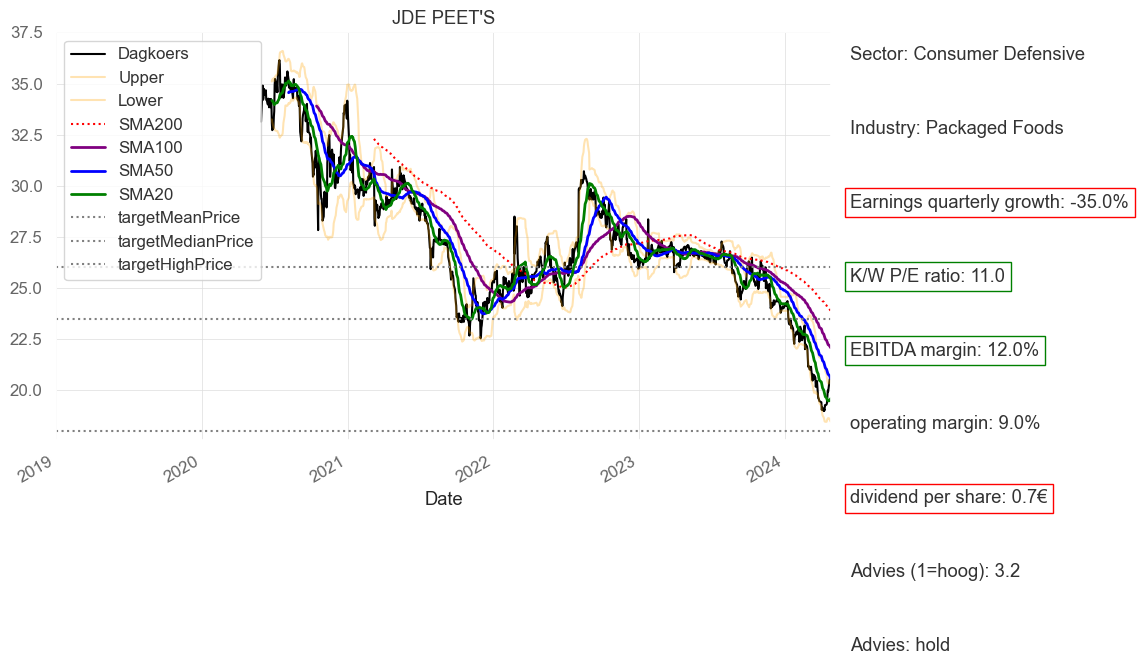 JDE PEET'S
37.5
35.0
32.5
30.0
27.5
25.0
22.5
20.0
Dagkoers
Upper
Lower
SMA200
SMA100
SMA50
SMA20
targetMeanPrice
targetMedianPrice
targetHighPrice
2019
2020
2021
2022
2023
2024
Date
Sector: Consumer Defensive
Industry: Packaged Foods
Earnings quarterly growth: -35.0%
K/W P/E ratio: 11.0
EBITDA margin: 12.0%
operating margin: 9.0%
dividend per share: 0.7€
Advies (1=hoog): 3.2
Advies: hold